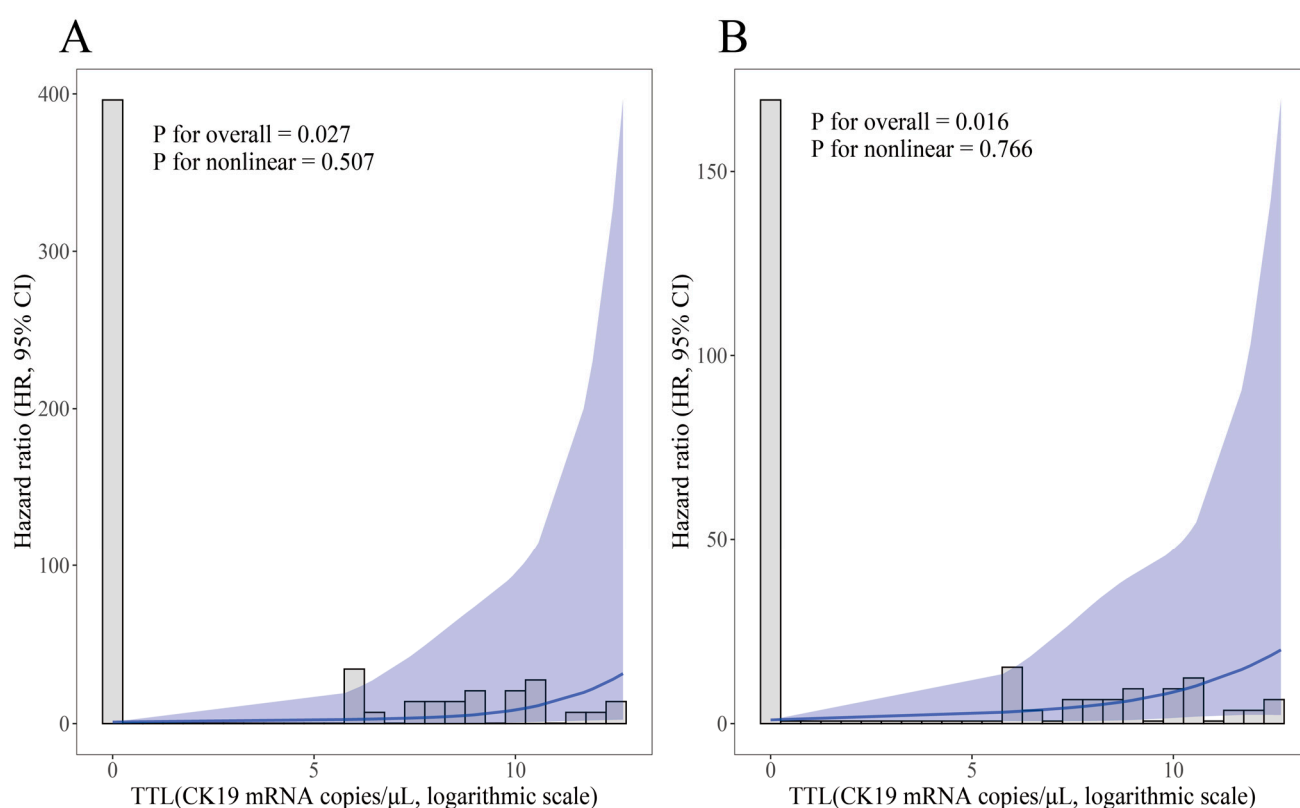 A
P for overall = 0.027
P for nonlinear = 0.507
Hazard ratio (HR, 95% CI)
400
300
200
100
0
0 5 10
TTL(CK19 mRNA copies/μL, logarithmic scale)
B
P for overall = 0.016
P for nonlinear = 0.766
Hazard ratio (HR, 95% CI)
150
100
50
0
0 5 10
TTL(CK19 mRNA copies/μL, logarithmic scale)